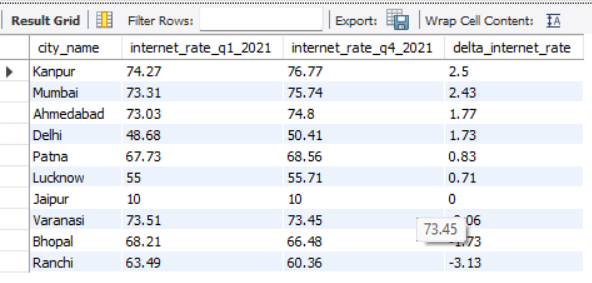 Result Grid Filter Rows: Export: Wrap Cell Content:
city_name internet_rate_q1_2021 internet_rate_q4_2021 delta_internet_rate
Kanpur 74.27 76.77 2.5
Mumbai 73.31 75.74 2.43
Ahmedabad 73.03 74.8 1.77
Delhi 48.68 50.41 1.73
Patna 67.73 68.56 0.83
Lucknow 55 55.71 0.71
Jaipur 10 10 0
Varanasi 73.51 73.45
73.45
Bhopal 68.21 66.48 -1.73
Ranchi 63.49 60.36 -3.13